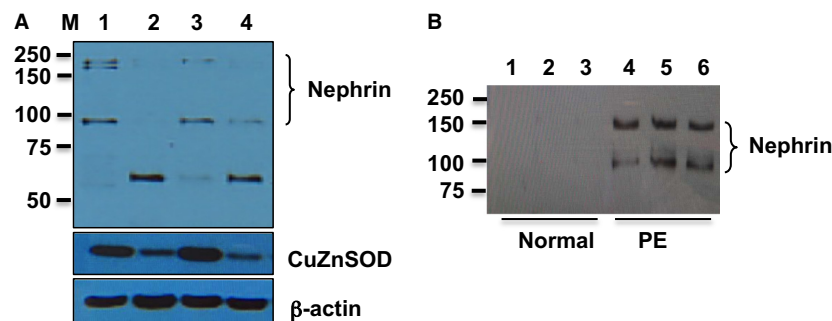 A M 1 2 3 4
250
150
100
75
50
Nephrin
CuZnSOD
β-actin
B
1 2 3 4 5 6
250
150
100
75
Nephrin
Normal PE